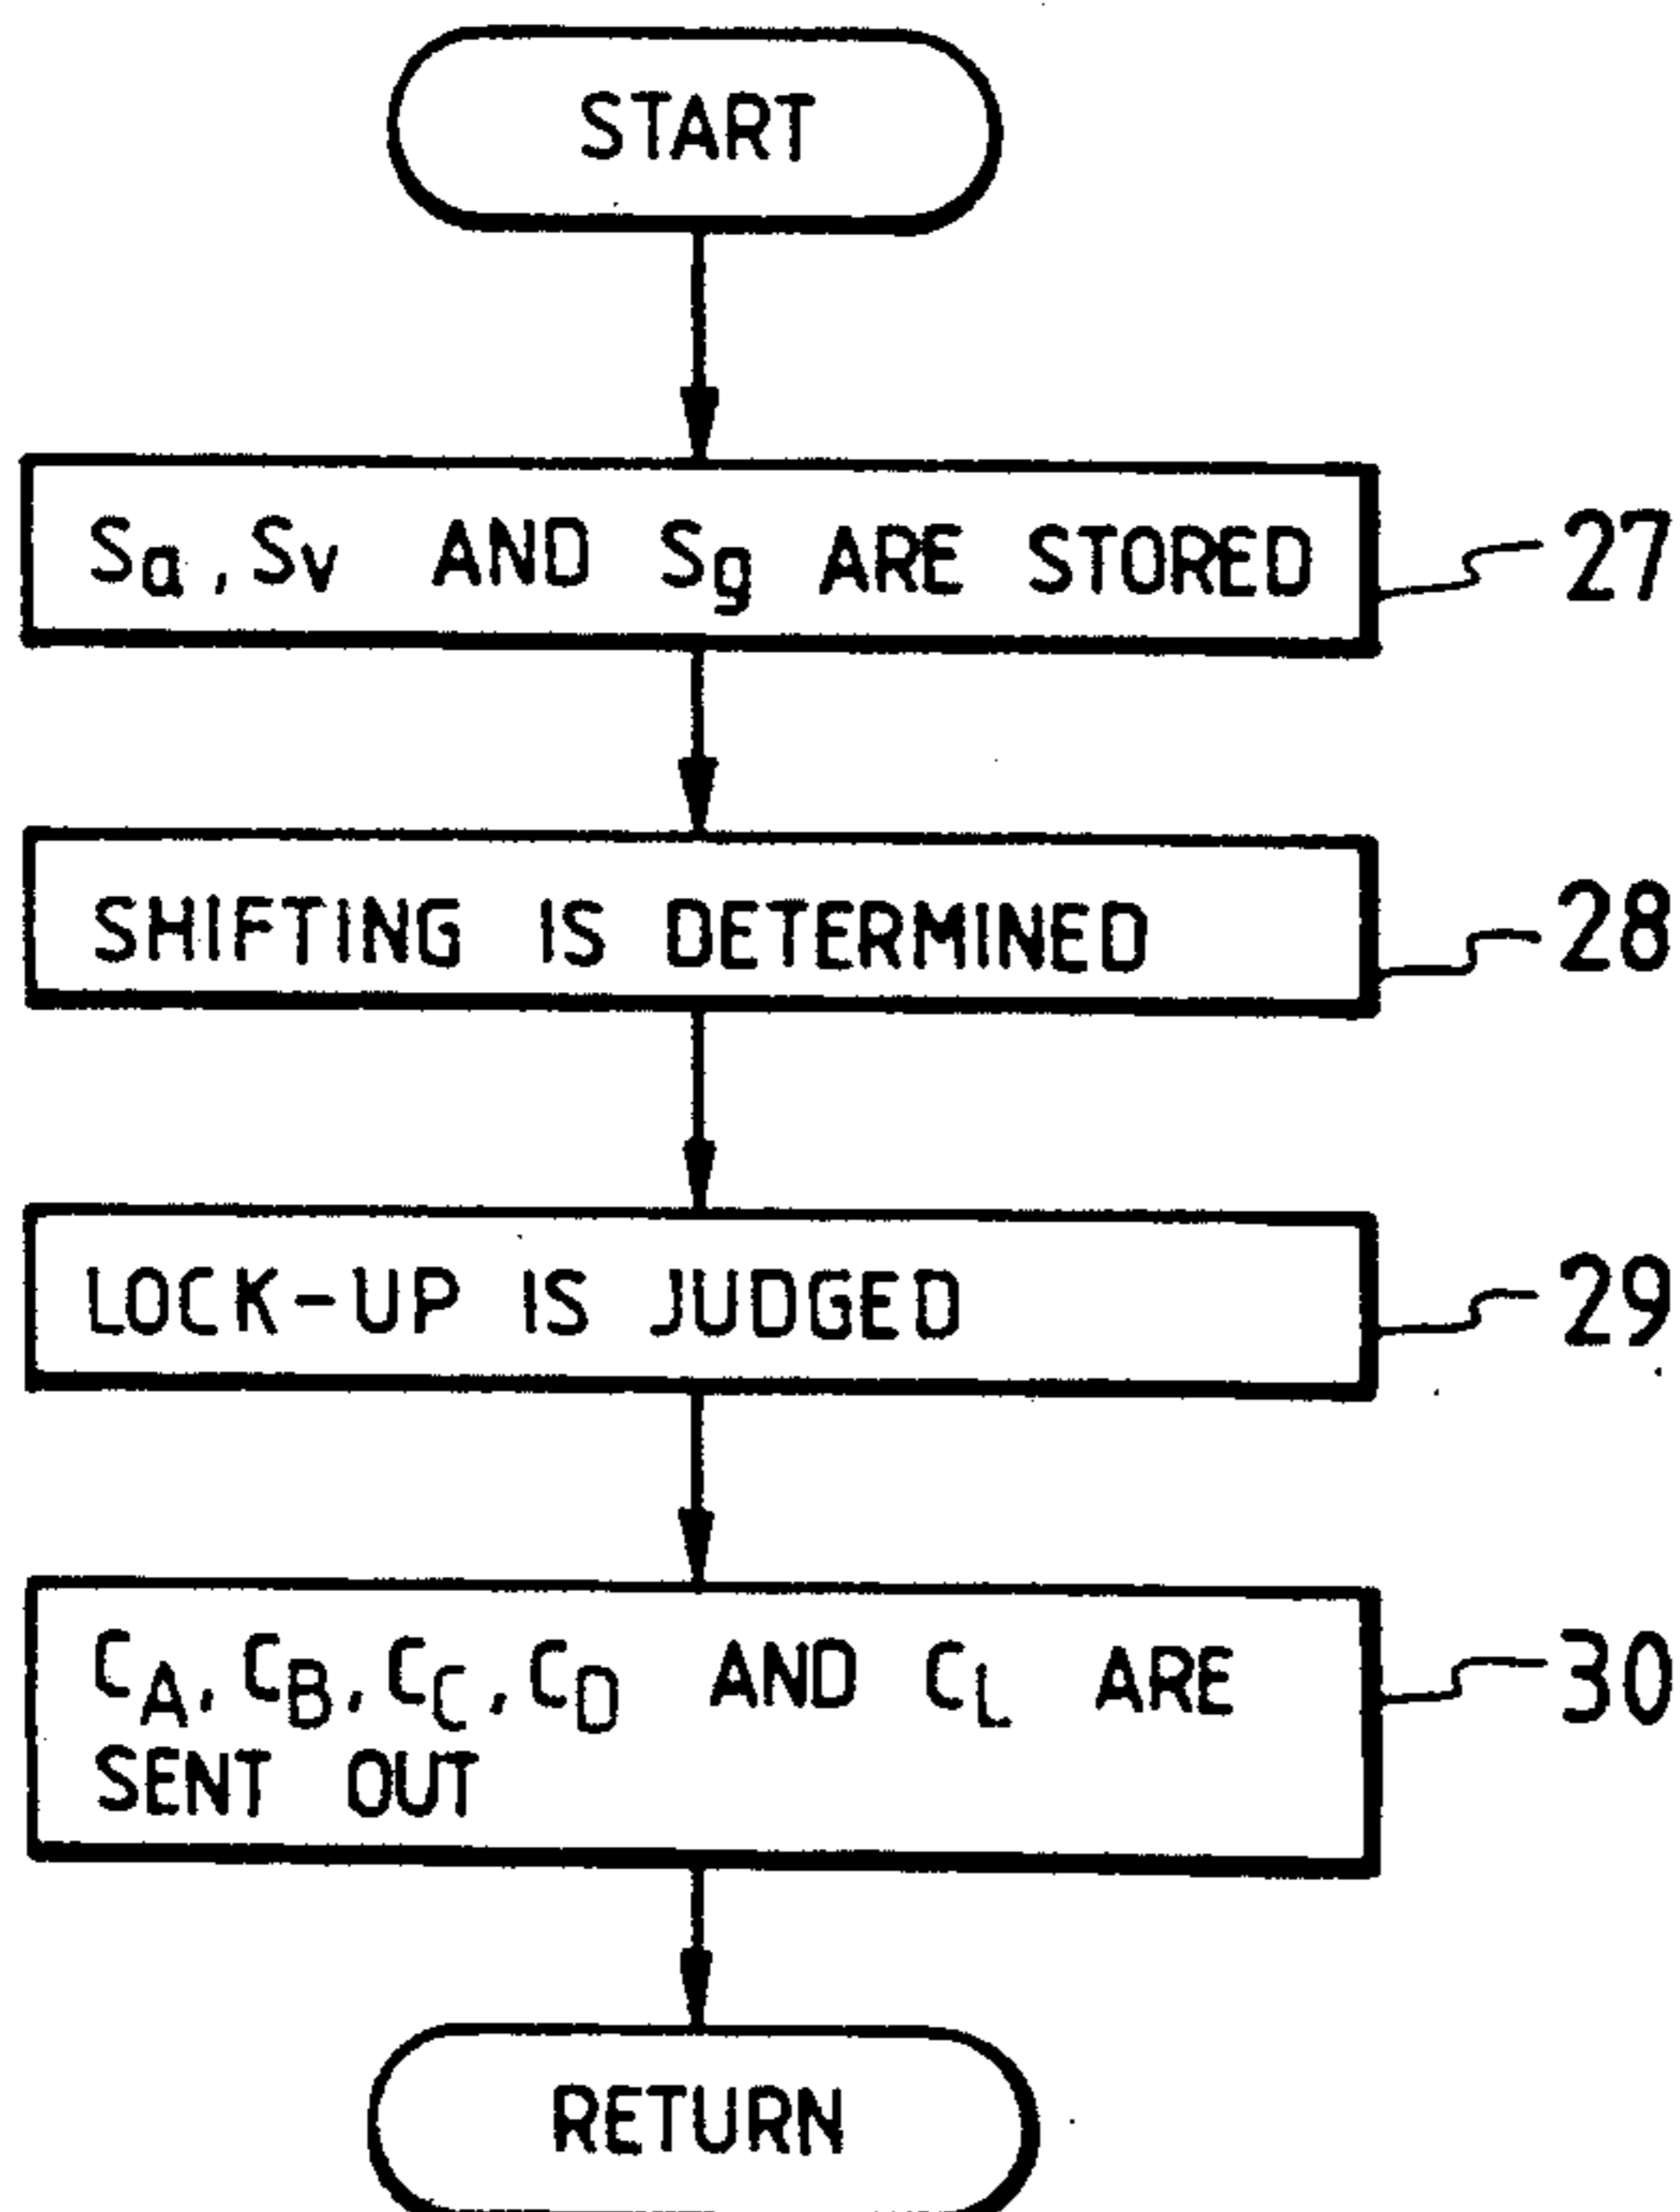 START
Sa, Sv AND Sg ARE STORED
27
SHIFTING IS DETERMINED
28
LOCK-UP IS JUDGED
29
CA, CB, CC, CD AND CL ARE
SENT OUT
30
RETURN